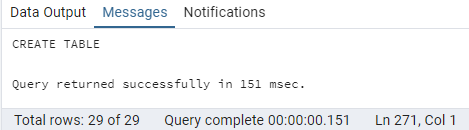 Data Output Messages Notifications
CREATE TABLE
Query returned successfully in 151 msec.
Total rows: 29 of 29 Query complete 00:00:00.151 Ln 271, Col 1